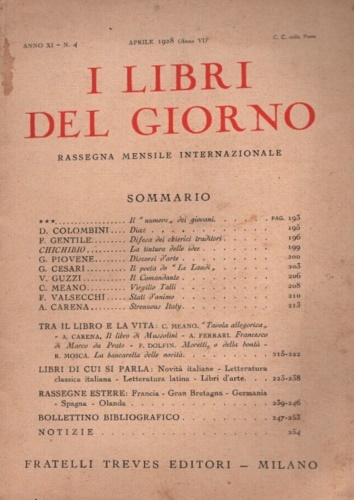 ANNO XI - N. 4 APRILE 1928 (Anno VI) C. C. colla Posta
I LIBRI
DEL GIORNO
RASSEGNA MENSILE INTERNAZIONALE
SOMMARIO
*** Il "numero" dei giovani. PAG. 193
D. COLOMBINI Diaz 195
F. GENTILE Difesa dei chierici traditori 196
CHICHIBIO La tintura delle idee 199
G. PIOVENE Discorsi d'arte 200
G. CESARI Il poeta de "Le Laudi" 203
V. GUZZI Il Comandante 206
C. MEANO Virgilio Talli 208
F. VALSECCHI Stati d'animo 210
A. CARENA Strenuous Italy 213
TRA IL LIBRO E LA VITA: C. MEANO, "Tavola allegorica„
- A. CARENA, Il libro di Mussolini - A. FERRARI. Francesco
di Marco da Prato - F. DOLFIN. Moretti, o della bontà -
R. MOSCA. La bancarella delle novità. 215-222
LIBRI DI CUI SI PARLA: Novità italiane - Letteratura
classica italiana - Letteratura latina - Libri d'arte. 223-238
RASSEGNE ESTERE: Francia - Gran Bretagna - Germania
- Spagna - Olanda 239-246
BOLLETTINO BIBLIOGRAFICO 247-253
NOTIZIE 254
FRATELLI TREVES EDITORI - MILANO